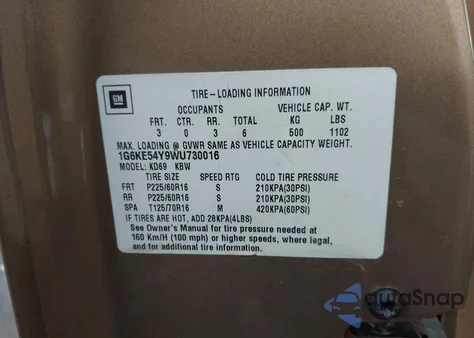 GM
TIRE-LOADING INFORMATION
OCCUPANTS VEHICLE CAP. WT.
FRT. CTR. RR. TOTAL KG LBS
3 0 3 6 500 1102
MAX. LOADING @ GVWR SAME AS VEHICLE CAPACITY WEIGHT.
1G6KE54Y9WU730016
MODEL: KD69 KBW
TIRE SIZE SPEED RTG COLD TIRE PRESSURE
FRT P225/60R16 S 210KPA(30PSI)
RR P225/60R16 S 210KPA(30PSI)
SPA T125/70R16 M 420KPA(60PSI)
IF TIRES ARE HOT, ADD 28KPA(4LBS)
See Owner's Manual for tire pressure needed at
160 Km/H (100 mph) or higher speeds, where legal,
and for additional tire information.
autoSnap